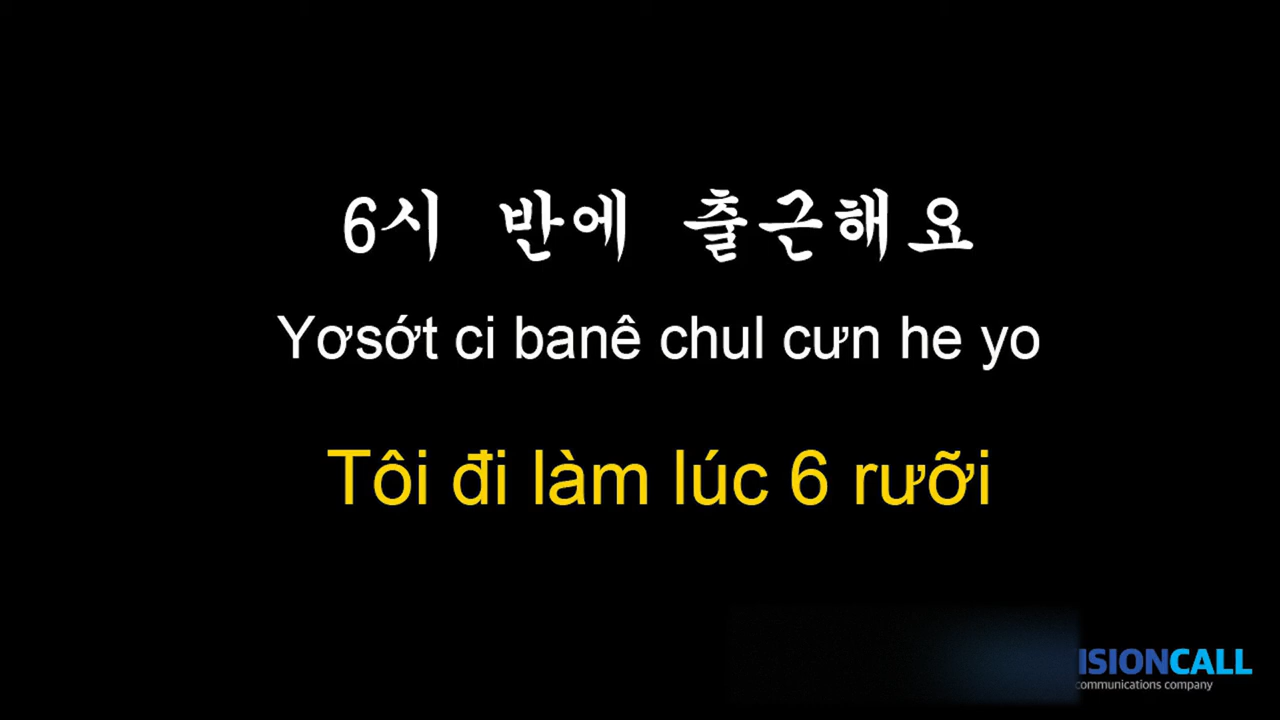 6시 반에 출근해요
Yơsớt ci banê chul cưn he yo
Tôi đi làm lúc 6 rưỡi
ISIONCALL
communications company